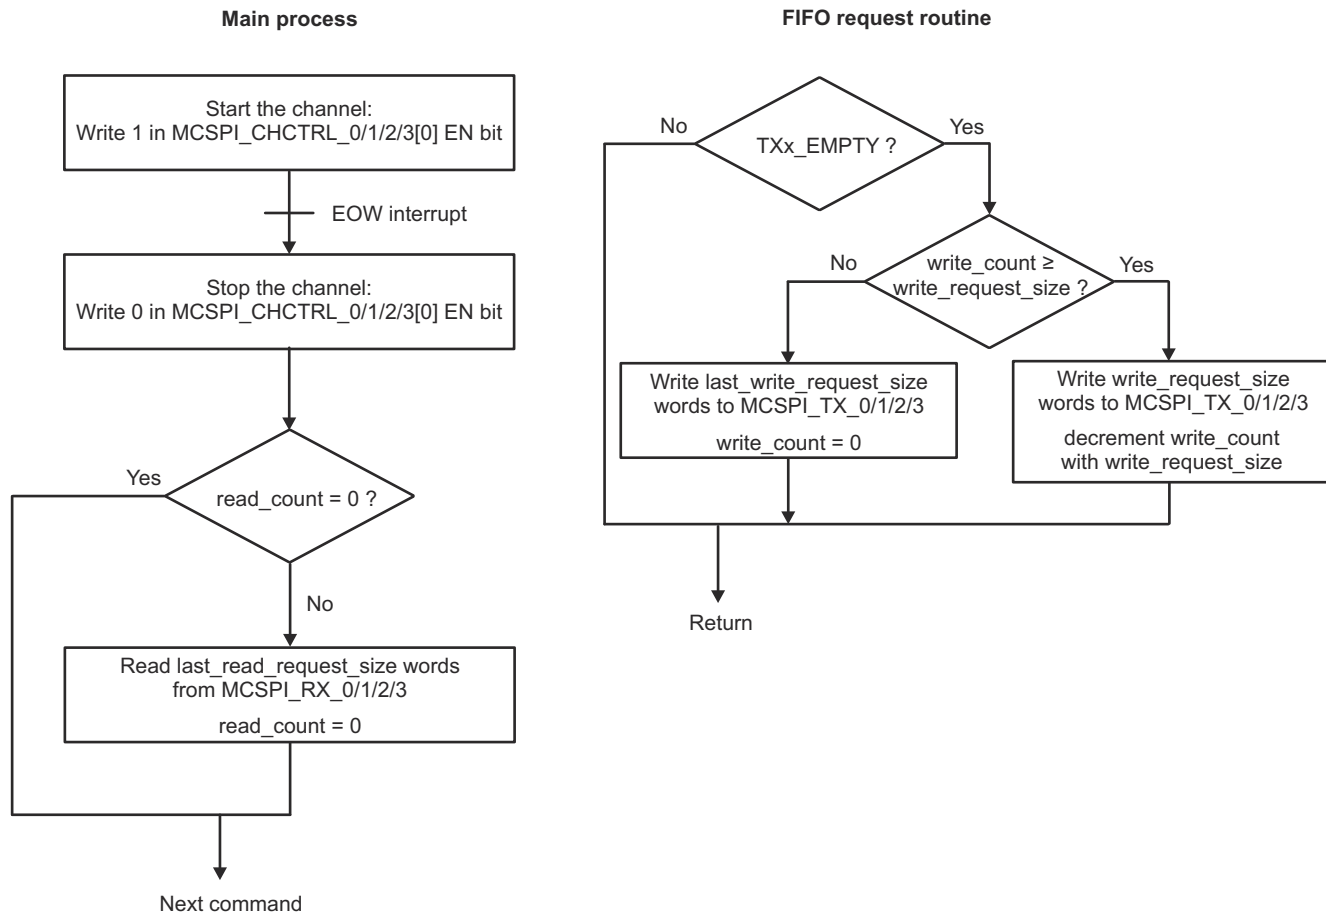 Main process
Start the channel:
Write 1 in MCSPI_CHCTRL_0/1/2/3[0] EN bit
EOW interrupt
Stop the channel:
Write 0 in MCSPI_CHCTRL_0/1/2/3[0] EN bit
Yes
read_count = 0 ?
No
Read last_read_request_size words
from MCSPI_RX_0/1/2/3
read_count = 0
Next command
FIFO request routine
No
TXx_EMPTY ?
Yes
No
write_count ≥
write_request_size ?
Yes
Write last_write_request_size
words to MCSPI_TX_0/1/2/3
write_count = 0
Write write_request_size
words to MCSPI_TX_0/1/2/3
decrement write_count
with write_request_size
Return